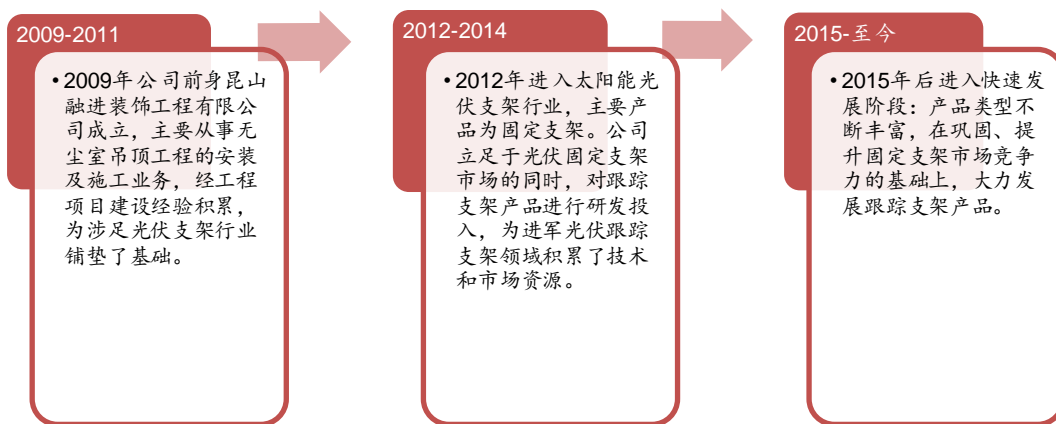 2009-2011
•2009年公司前身昆山
融进装饰工程有限公
司成立，主要从事无
尘室吊顶工程的安装
及施工业务，经工程
项目建设经验积累，
为涉足光伏支架行业
铺垫了基础。
2012-2014
•2012年进入太阳能光
伏支架行业，主要产
品为固定支架。公司
立足于光伏固定支架
市场的同时，对跟踪
支架产品进行研发投
入，为进军光伏跟踪
支架领域积累了技术
和市场资源。
2015-至今
•2015年后进入快速发
展阶段：产品类型不
断丰富，在巩固、提
升固定支架市场竞争
力的基础上，大力发
展跟踪支架产品。